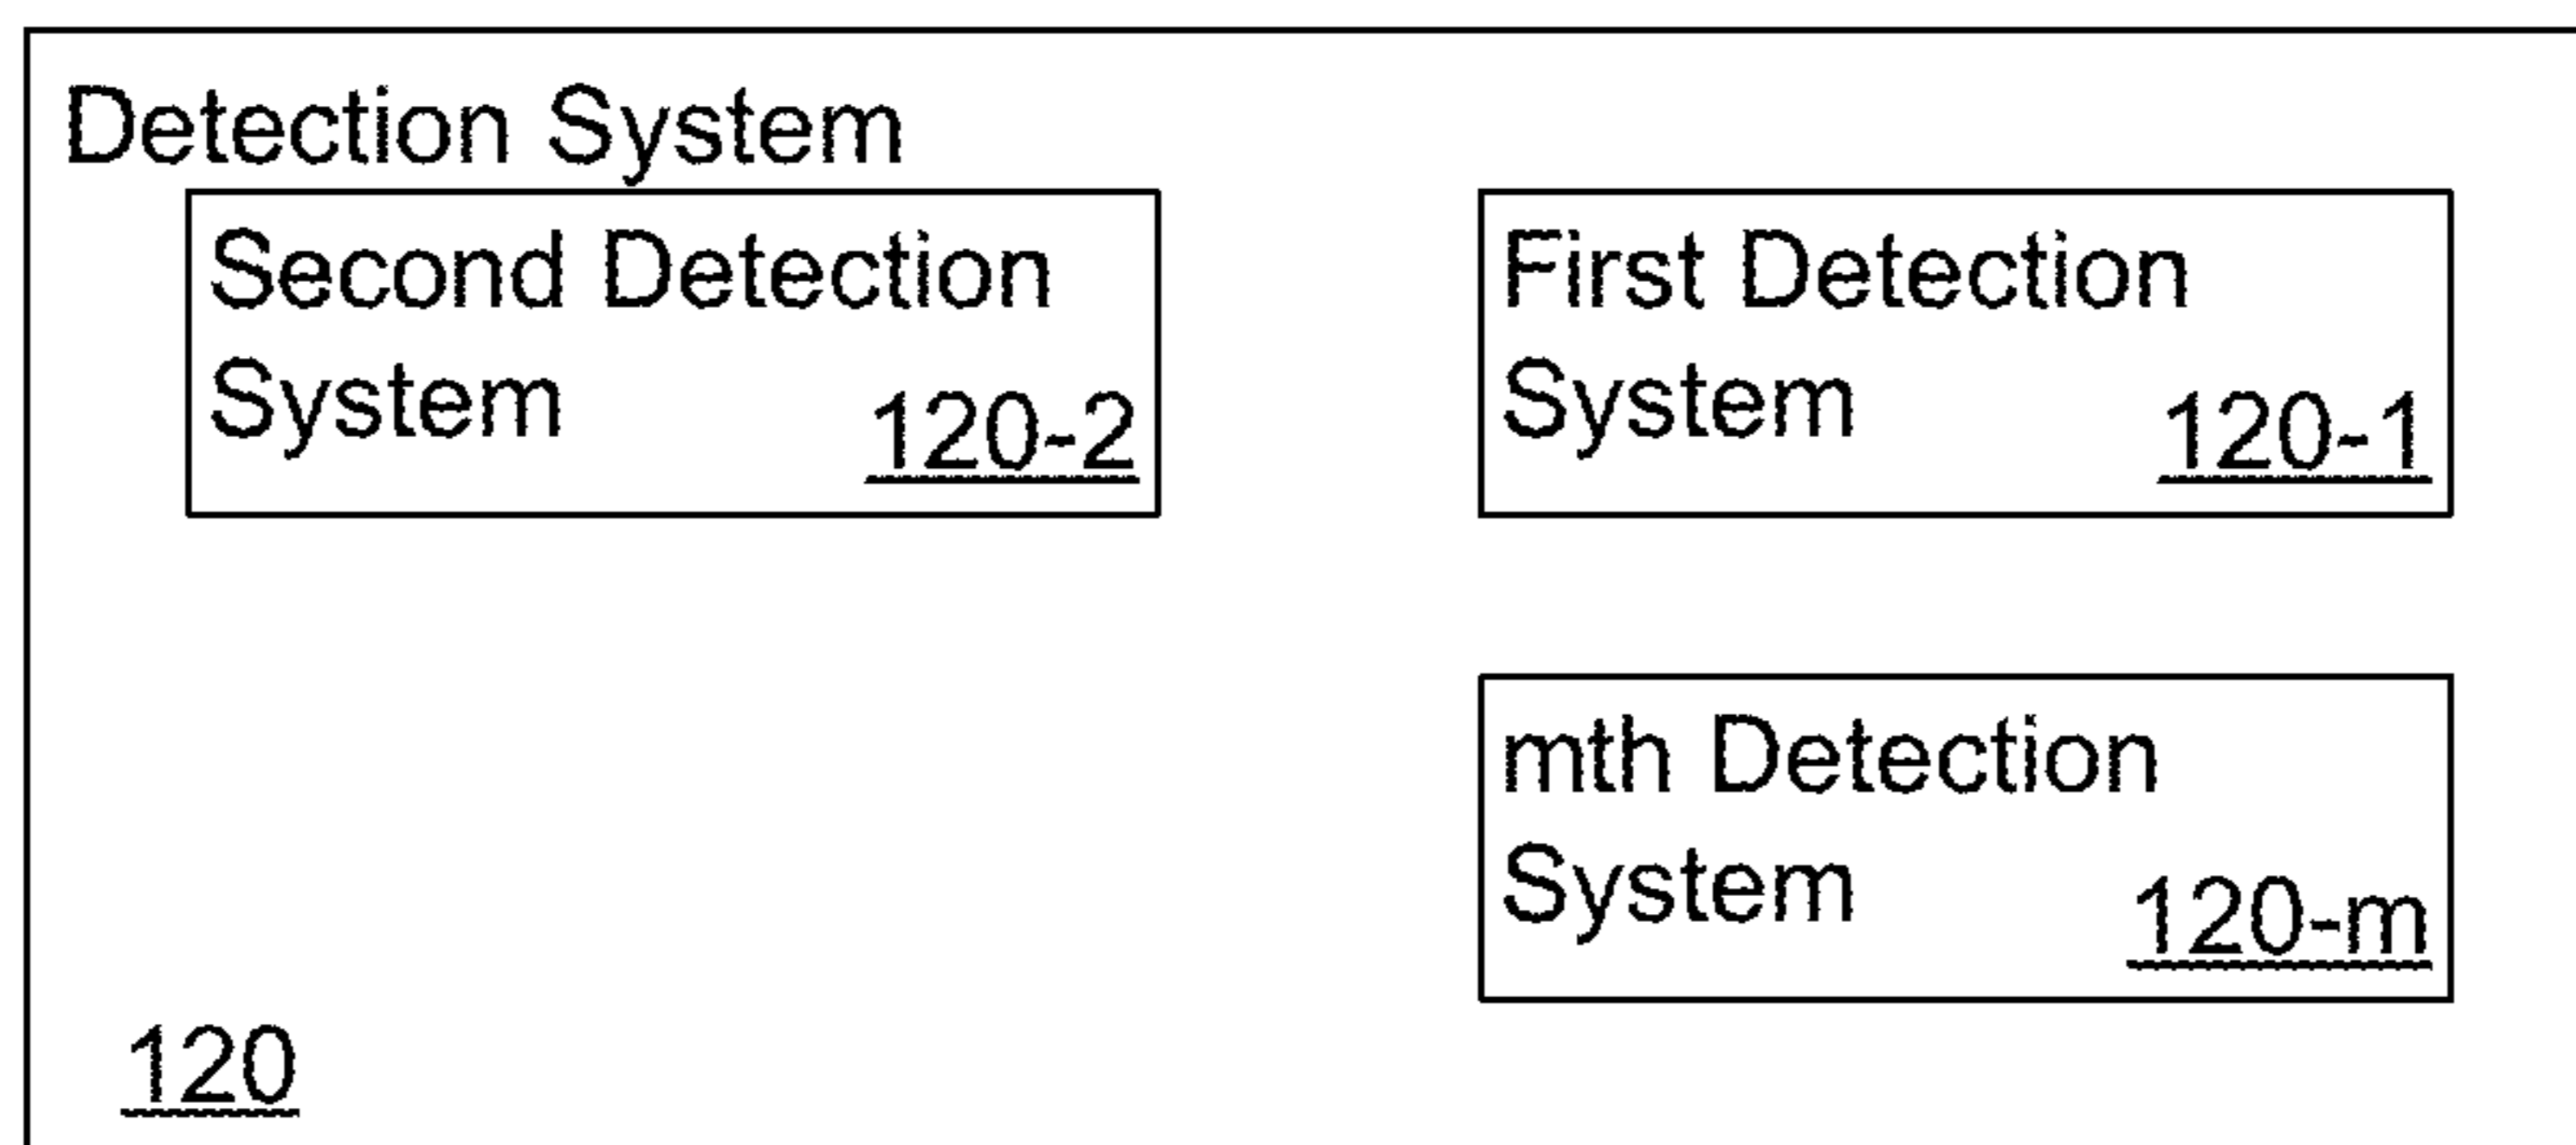 Detection System
Second Detection
System
120-2
First Detection
System
120-1
mth Detection
System
120-m
120